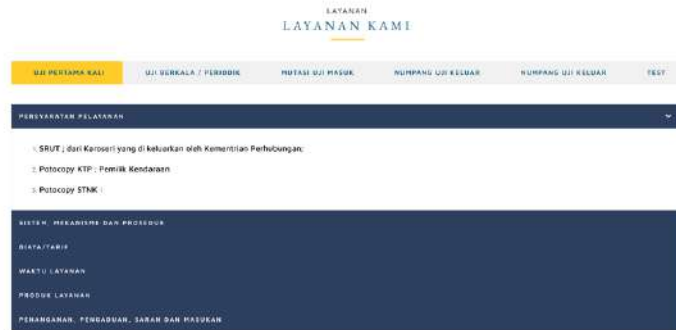 LAYANAN
LAYANAN KAMI
UJI PERTAMA KALI
UJI BERKALA / PERIODIK
MUTASI UJI MASUK
NUMPANG UJI KELUAR
NUMPANG UJI KELUAR
TEST
PERSYARATAN PELAYANAN
1. SRUT ; dari Karoseri yang di keluarkan oleh Kementrian Perhubungan;
2. Potocopy KTP ; Pemilik Kendaraan
3. Potocopy STNK ;
SISTEM, MEKANISME DAN PROSEDUR
BIAYA/TARIF
WAKTU LAYANAN
PRODUK LAYANAN
PENANGANAN, PENGADUAN, SARAN DAN MASUKAN